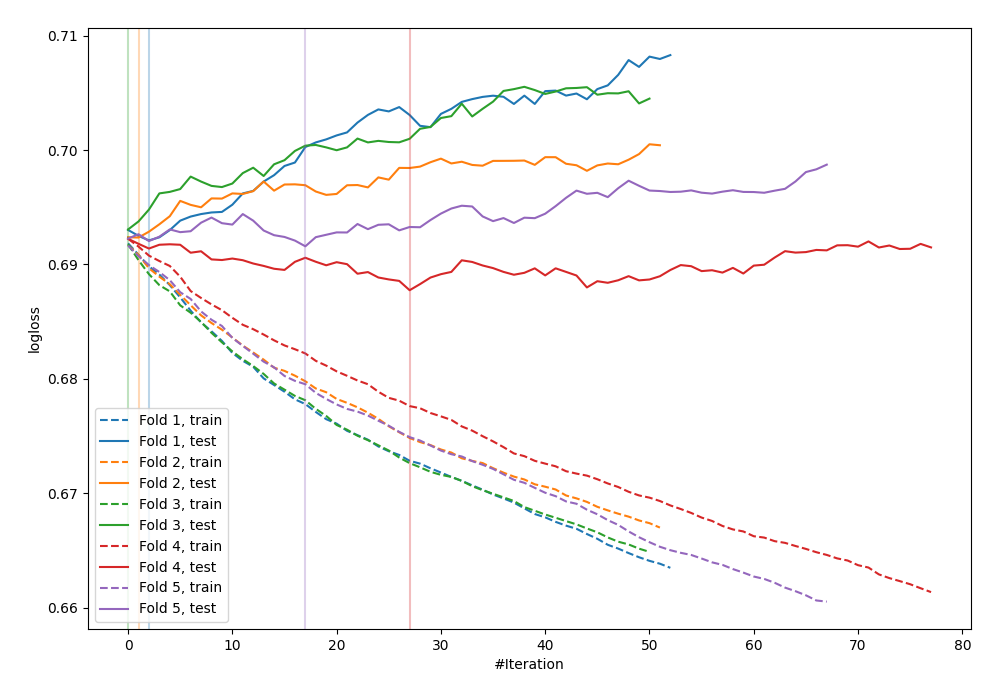 0.71
0.70
0.69
0.68
0.67
0.66
logloss
Fold 1, train
Fold 1, test
Fold 2, train
Fold 2, test
Fold 3, train
Fold 3, test
Fold 4, train
Fold 4, test
Fold 5, train
Fold 5, test
0 10 20 30 40 50 60 70 80
#Iteration